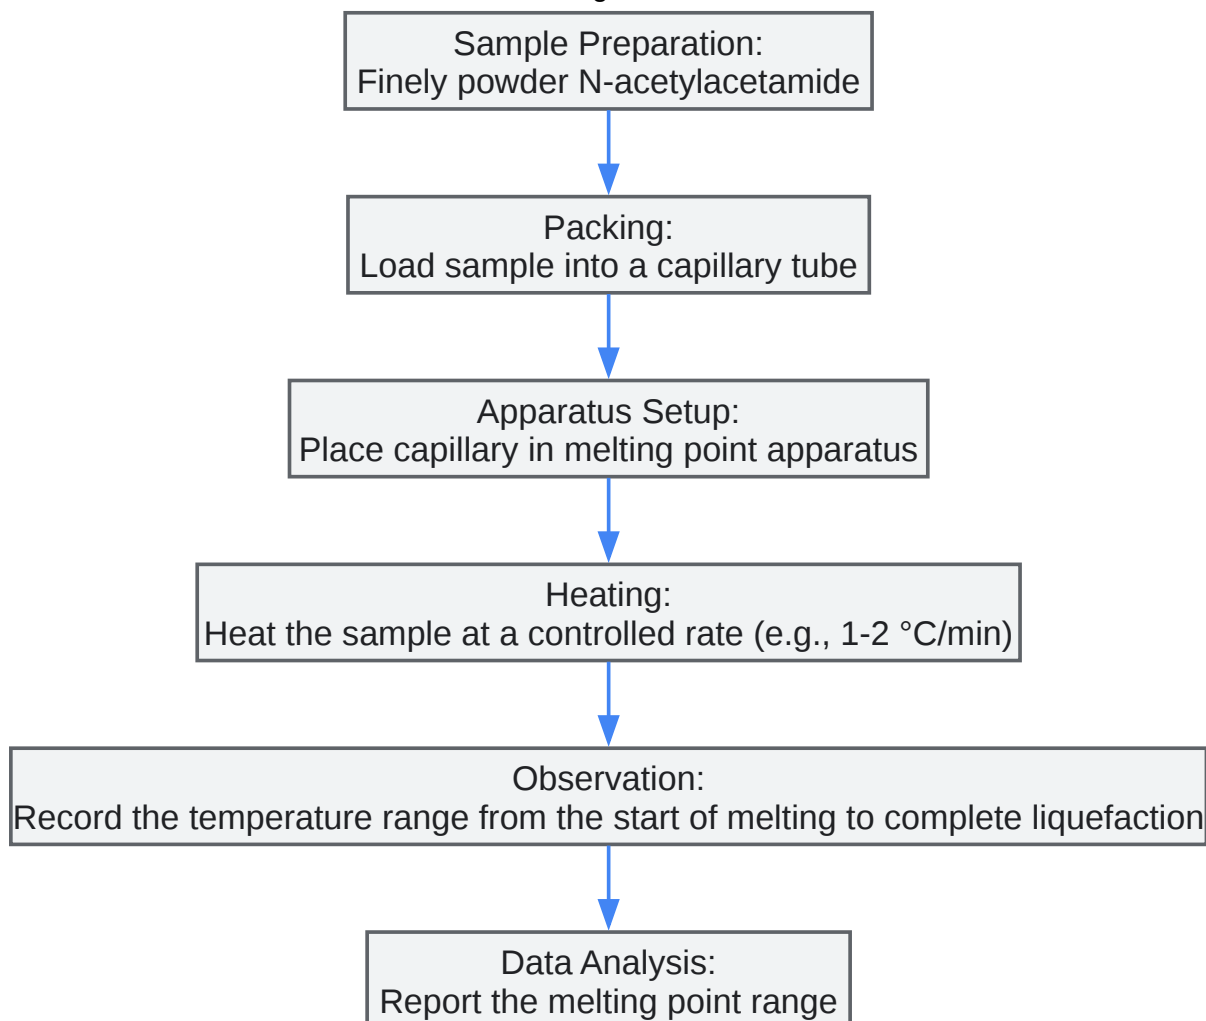 Sample Preparation:
Finely powder N-acetylacetamide
Packing:
Load sample into a capillary tube
Apparatus Setup:
Place capillary in melting point apparatus
Heating:
Heat the sample at a controlled rate (e.g., 1-2 °C/min)
Observation:
Record the temperature range from the start of melting to complete liquefaction
Data Analysis:
Report the melting point range